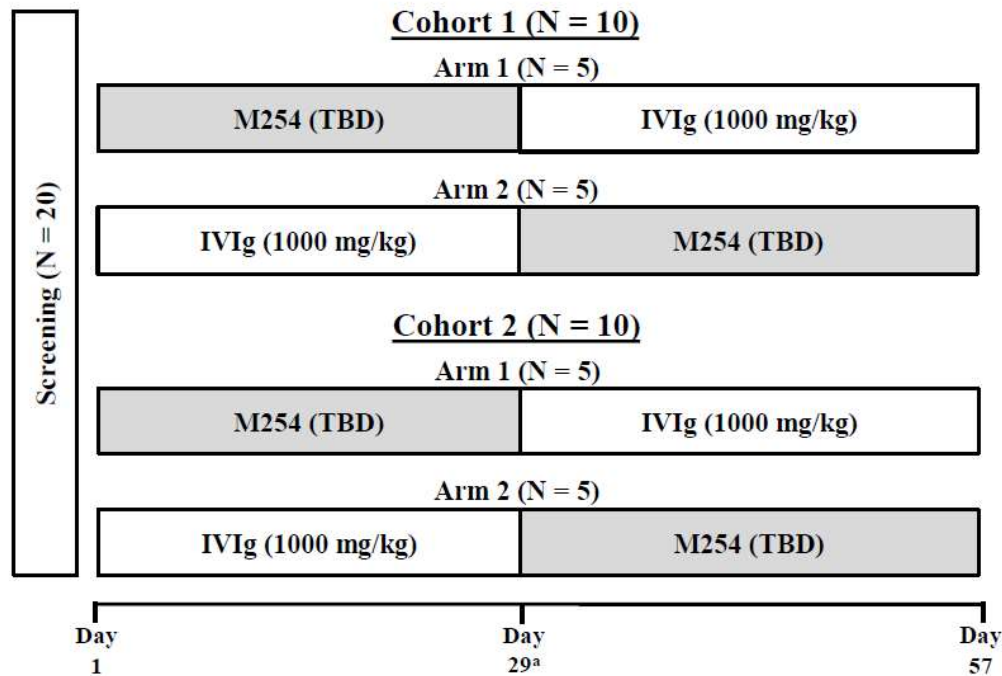 Screening (N = 20)
Cohort 1 (N = 10)
Arm 1 (N = 5)
M254 (TBD) IVIg (1000 mg/kg)
Arm 2 (N = 5)
IVIg (1000 mg/kg) M254 (TBD)
Cohort 2 (N = 10)
Arm 1 (N = 5)
M254 (TBD) IVIg (1000 mg/kg)
Arm 2 (N = 5)
IVIg (1000 mg/kg) M254 (TBD)
Day Day Day
1 29ᵃ 57